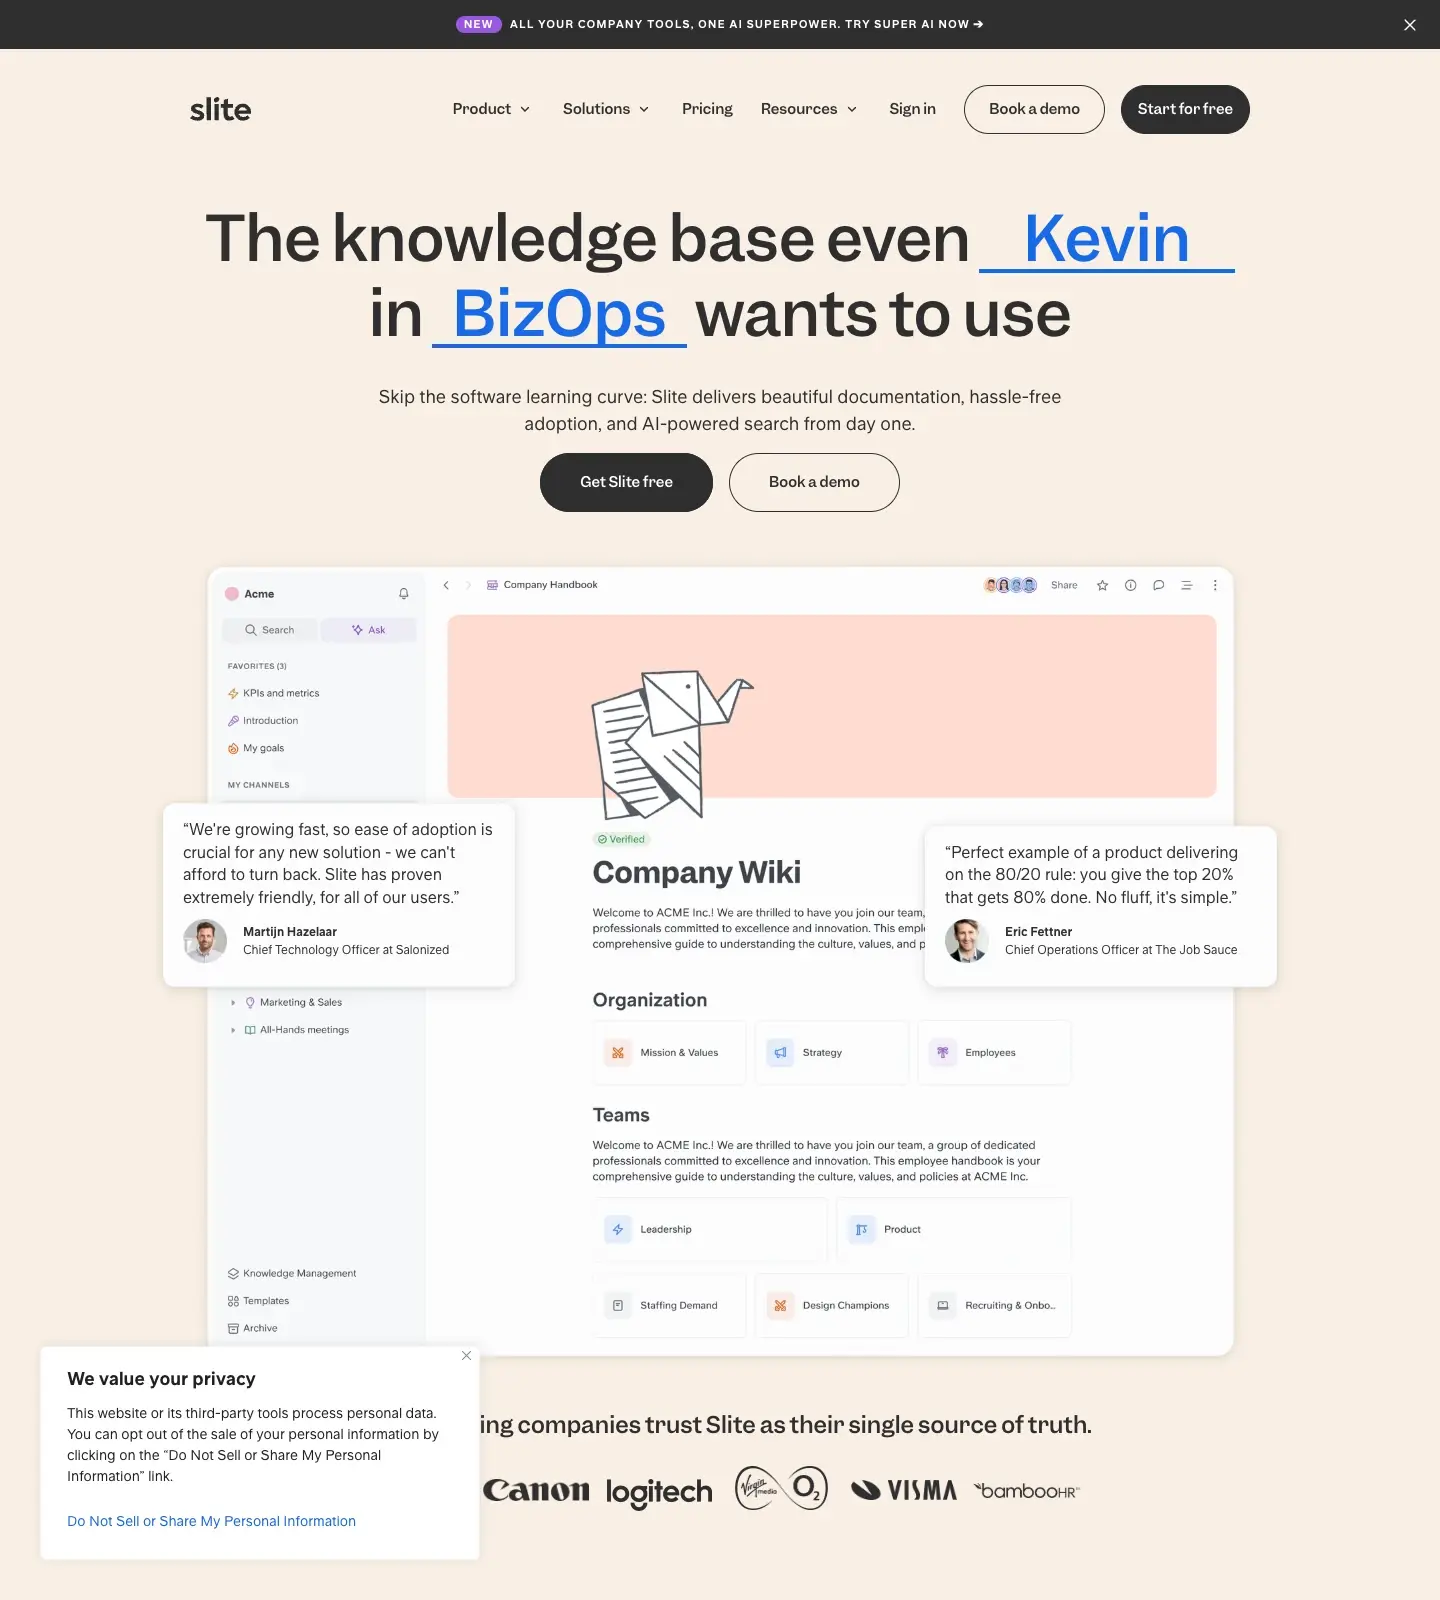 NEW ALL YOUR COMPANY TOOLS, ONE AI SUPERPOWER. TRY SUPER AI NOW ➔
slite
Product
Solutions
Pricing
Resources
Sign in
Book a demo
Start for free
The knowledge base even Kevin
in BizOps wants to use
Skip the software learning curve: Slite delivers beautiful documentation, hassle-free
adoption, and AI-powered search from day one.
Get Slite free
Book a demo
Acme
Search
Ask
FAVORITES (3)
KPIs and metrics
Introduction
My goals
MY CHANNELS
Company Handbook
Share
“We're growing fast, so ease of adoption is
crucial for any new solution - we can't
afford to turn back. Slite has proven
extremely friendly, for all of our users.”
Martijn Hazelaar
Chief Technology Officer at Salonized
Marketing & Sales
All-Hands meetings
Knowledge Management
Templates
Archive
Verified
Company Wiki
Welcome to ACME Inc.! We are thrilled to have you join our team,
professionals committed to excellence and innovation. This empl
comprehensive guide to understanding the culture, values, and p
“Perfect example of a product delivering
on the 80/20 rule: you give the top 20%
that gets 80% done. No fluff, it's simple.”
Eric Fettner
Chief Operations Officer at The Job Sauce
Organization
Mission & Values
Strategy
Employees
Teams
Welcome to ACME Inc.! We are thrilled to have you join our team, a group of dedicated
professionals committed to excellence and innovation. This employee handbook is your
comprehensive guide to understanding the culture, values, and policies at ACME Inc.
Leadership
Product
Staffing Demand
Design Champions
Recruiting & Onbo...
We value your privacy
This website or its third-party tools process personal data.
You can opt out of the sale of your personal information by
clicking on the “Do Not Sell or Share My Personal
Information” link.
Do Not Sell or Share My Personal Information
ing companies trust Slite as their single source of truth.
Canon
logitech
Virgin media O2
VISMA
bambooHR